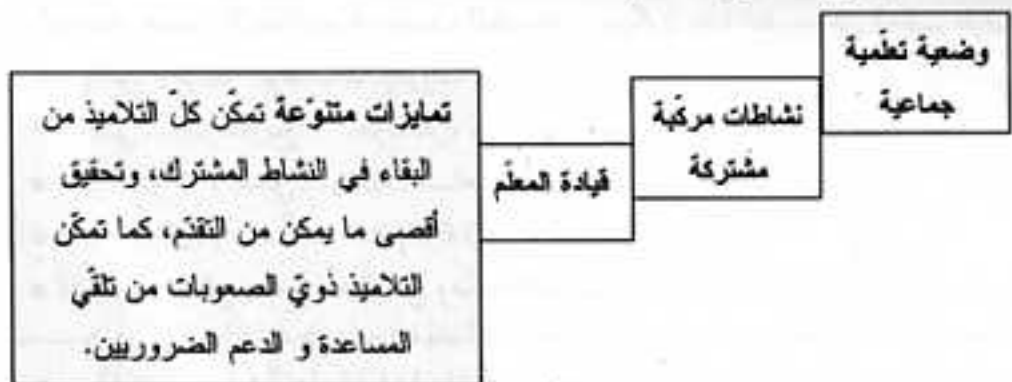 وضعية تعلّمية
جماعية
نشاطات مركّبة
مشتركة
قيادة المعلّم
تمايزات متنوّعة تمكّن كلّ التلاميذ من
البقاء في النشاط المشترك، وتحقيق
أقصى ما يمكن من التقدّم، كما تمكّن
التلاميذ ذويّ الصعوبات من تلقّي
المساعدة و الدعم الضروريين.